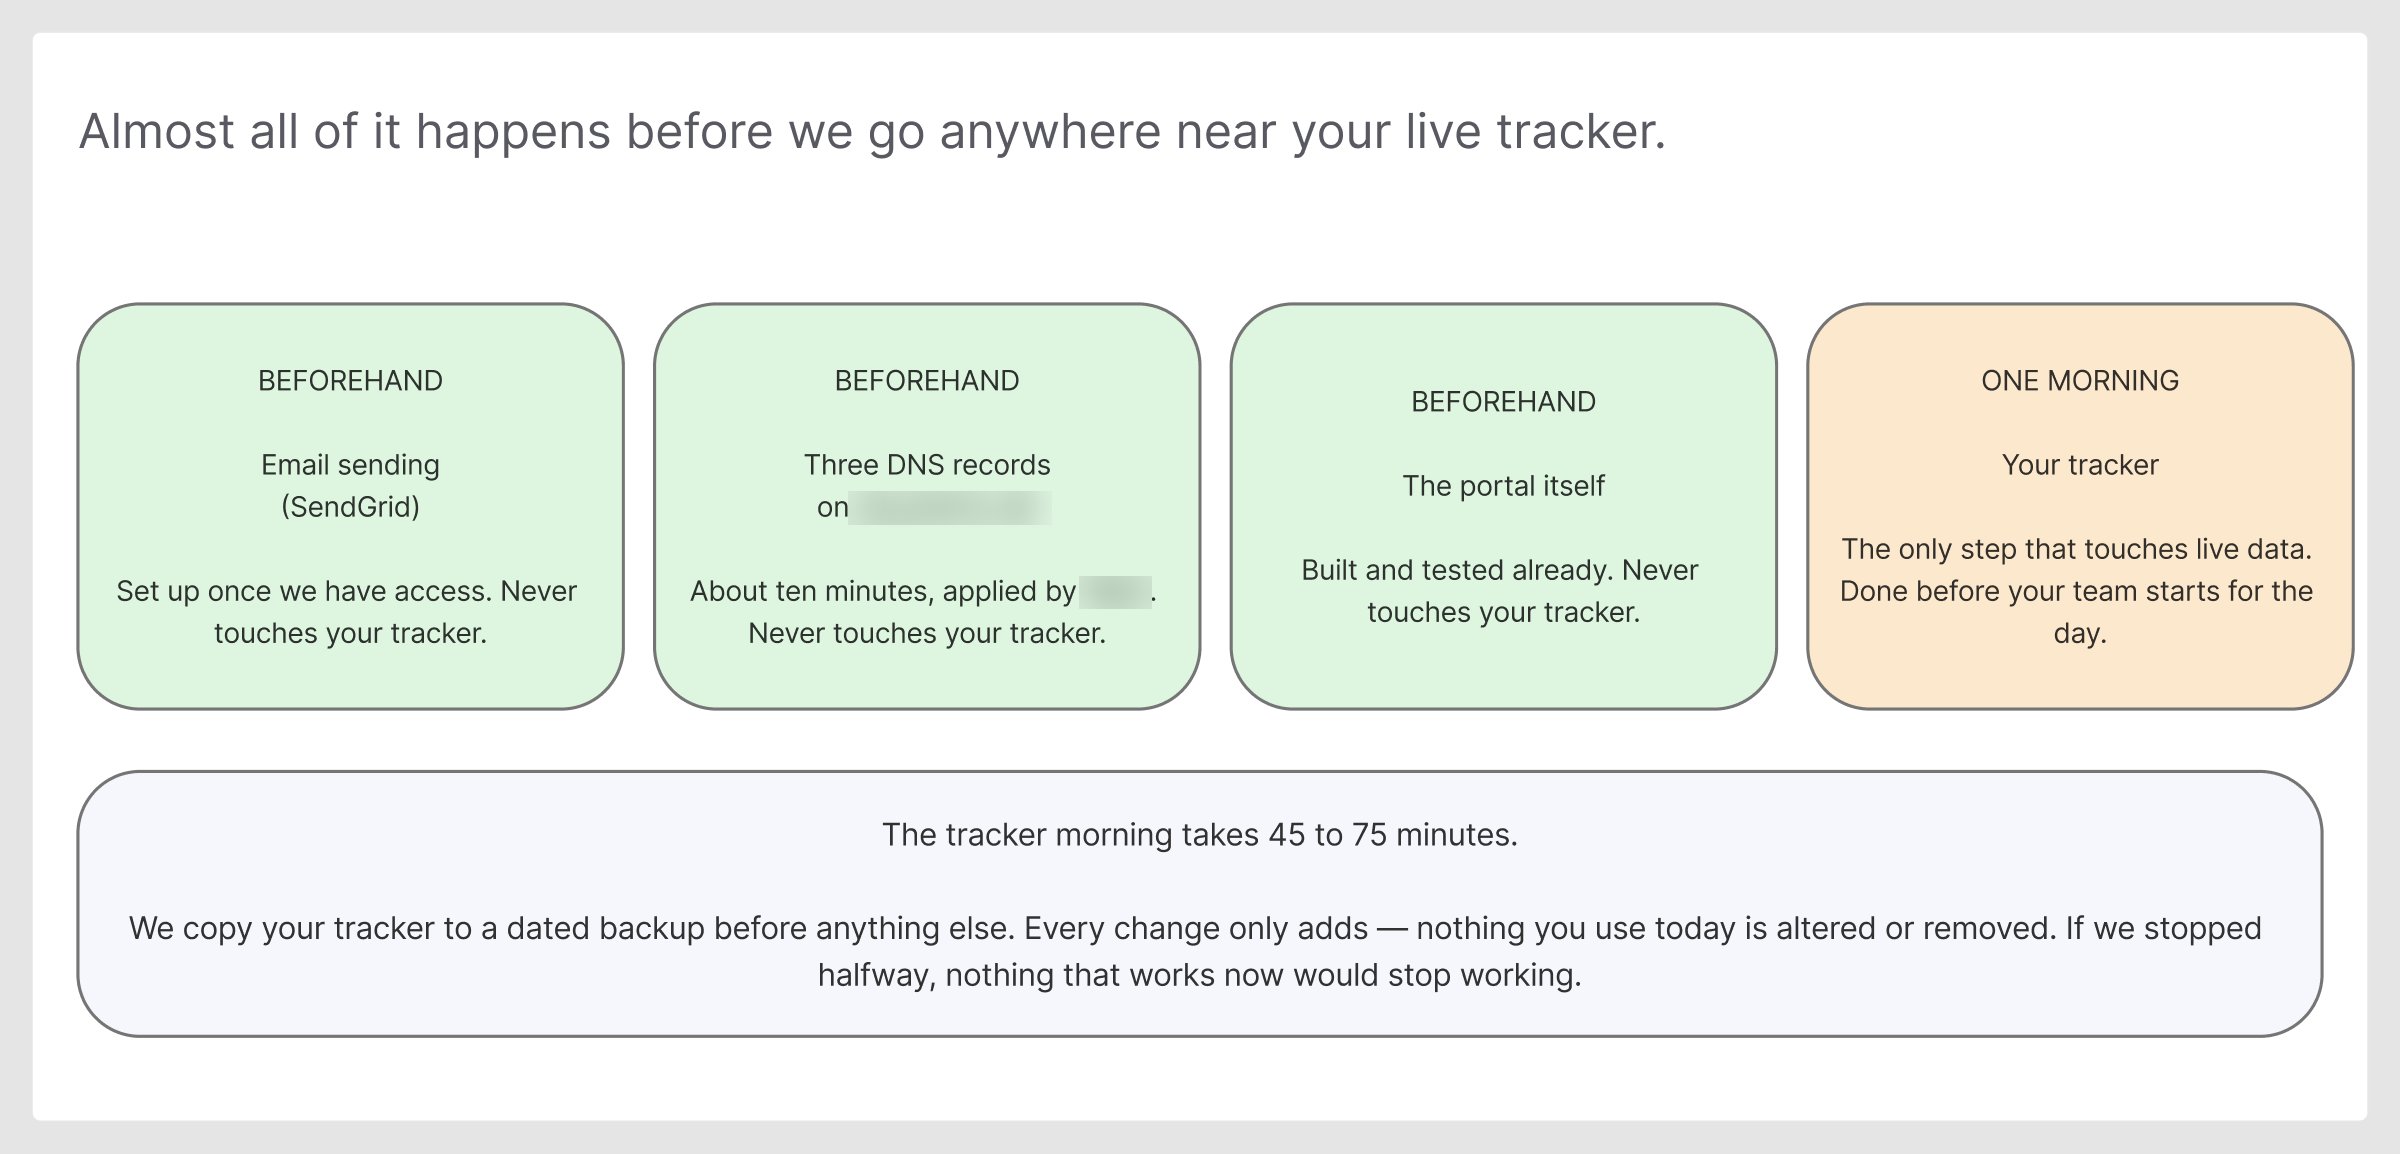 Almost all of it happens before we go anywhere near your live tracker.
BEFOREHAND
Email sending
(SendGrid)
Set up once we have access. Never
touches your tracker.
BEFOREHAND
Three DNS records
on
About ten minutes, applied by .
Never touches your tracker.
BEFOREHAND
The portal itself
Built and tested already. Never
touches your tracker.
ONE MORNING
Your tracker
The only step that touches live data.
Done before your team starts for the
day.
The tracker morning takes 45 to 75 minutes.
We copy your tracker to a dated backup before anything else. Every change only adds — nothing you use today is altered or removed. If we stopped
halfway, nothing that works now would stop working.